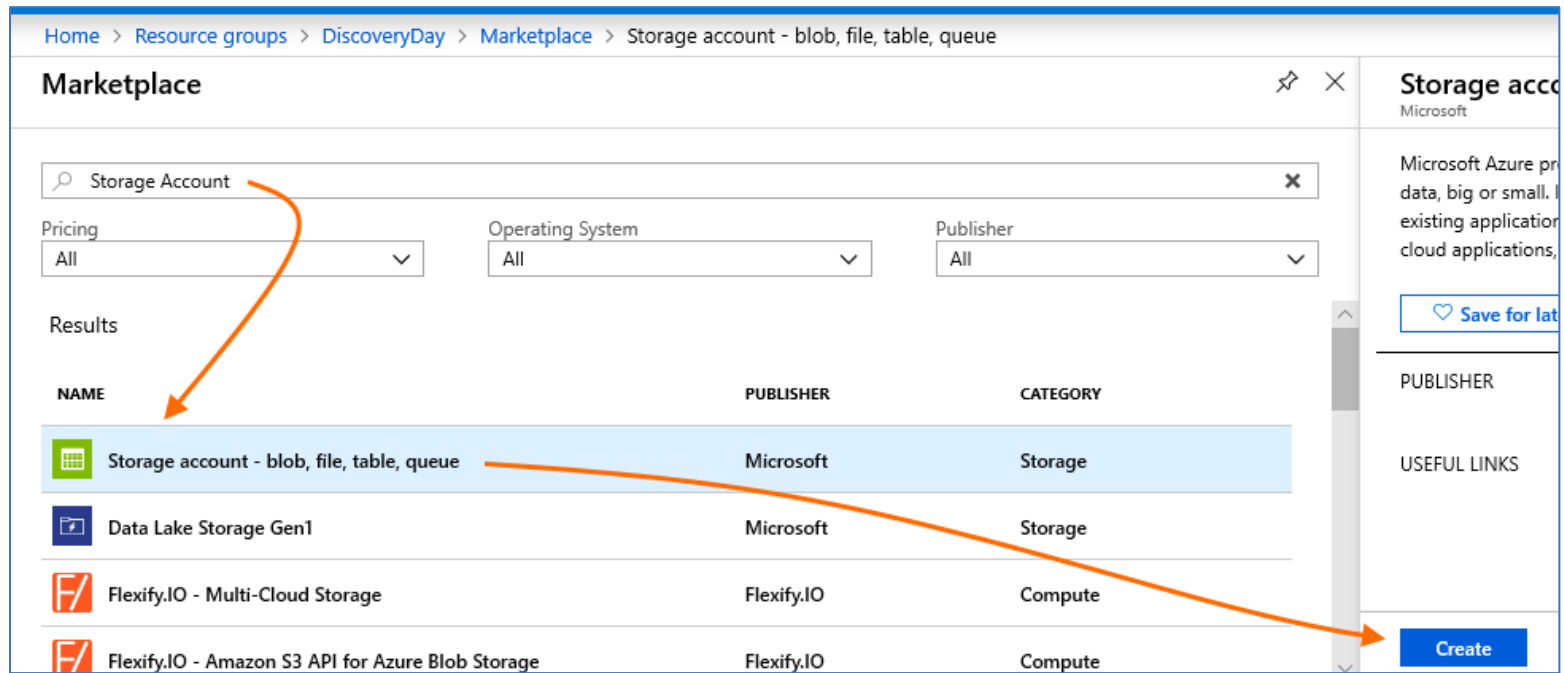 Home > Resource groups > DiscoveryDay > Marketplace > Storage account - blob, file, table, queue
Marketplace
Storage Account
Pricing
All
Operating System
All
Publisher
All
Results
NAME PUBLISHER CATEGORY
Storage account - blob, file, table, queue Microsoft Storage
Data Lake Storage Gen1 Microsoft Storage
F/ Flexify.IO - Multi-Cloud Storage Flexify.IO Compute
F/ Flexify.IO - Amazon S3 API for Azure Blob Storage Flexify.IO Compute
Storage acco
Microsoft
Microsoft Azure pr
data, big or small.
existing application
cloud applications,
Save for lat
PUBLISHER
USEFUL LINKS
Create